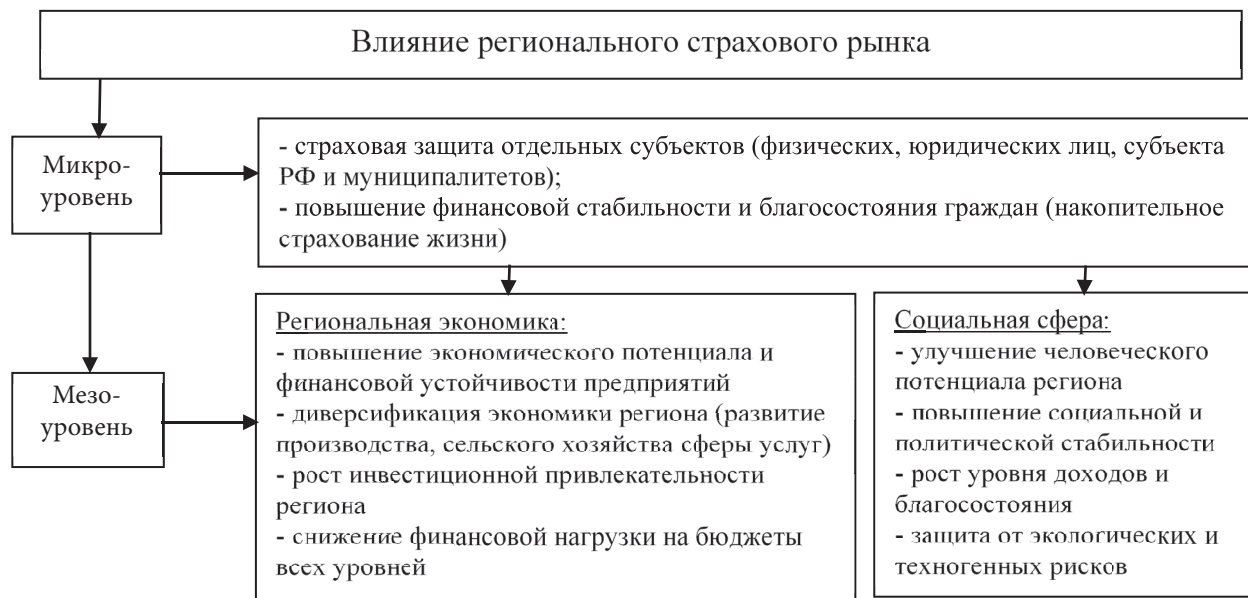 Влияние регионального страхового рынка
Микро-
уровень
- страховая защита отдельных субъектов (физических, юридических лиц, субъекта
РФ и муниципалитетов);
- повышение финансовой стабильности и благосостояния граждан (накопительное
страхование жизни)
Мезо-
уровень
Региональная экономика:
- повышение экономического потенциала и
финансовой устойчивости предприятий
- диверсификация экономики региона (развитие
производства, сельского хозяйства сферы услуг)
- рост инвестиционной привлекательности
региона
- снижение финансовой нагрузки на бюджеты
всех уровней
Социальная сфера:
- улучшение человеческого
потенциала региона
- повышение социальной и
политической стабильности
- рост уровня доходов и
благосостояния
- защита от экологических и
техногенных рисков